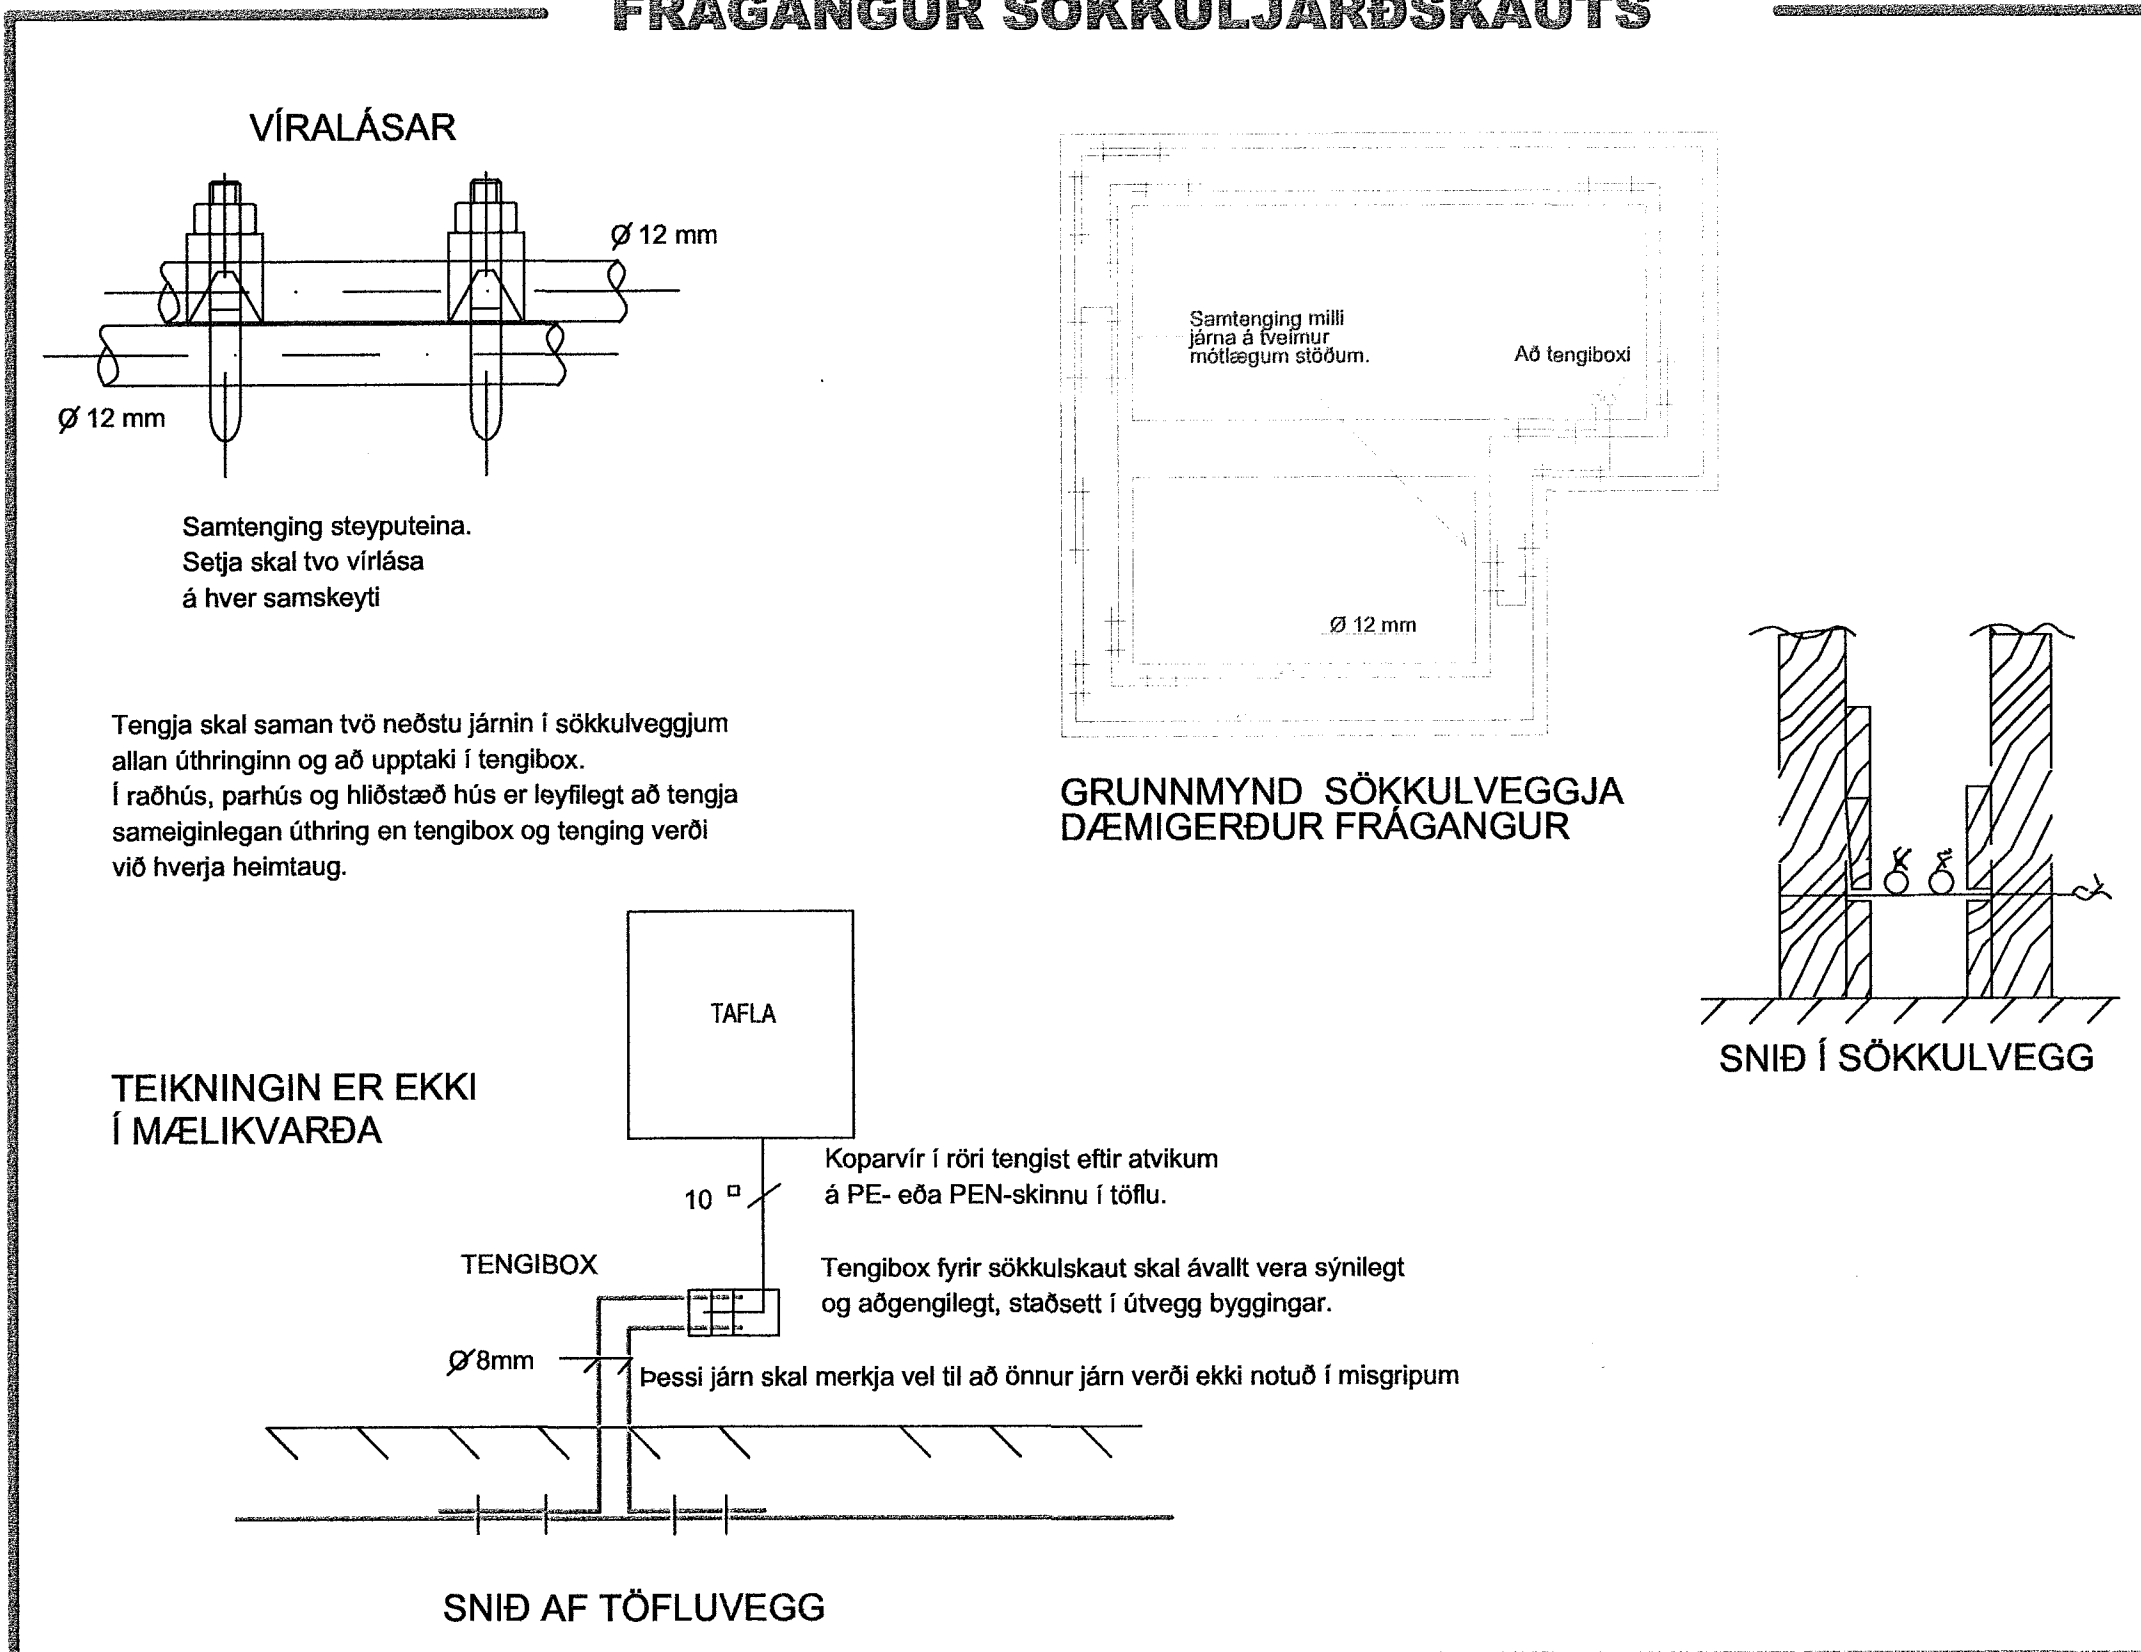 FRÁGANGUR SÖKKULJARÐSKAUTS
VÍRALÁSAR
Ø 12 mm
Ø 12 mm
Samtenging steyputeina.
Setja skal tvo vírlása
á hver samskeyti
Samtenging milli
járna á tveimur
mótlægum stöðum.
Að tengiboxi
Ø 12 mm
Tengja skal saman tvö neðstu járnin í sökkulveggjum
allan úthringinn og að upptaki í tengibox.
Í raðhús, parhús og hliðstæð hús er leyfilegt að tengja
sameiginlegan úthring en tengibox og tenging verði
við hverja heimtaug.
GRUNNMYND SÖKKULVEGGJA
DÆMIGERÐUR FRÁGANGUR
SNIÐ Í SÖKKULVEGG
TAFLA
TEIKNINGIN ER EKKI
Í MÆLIKVARÐA
Koparvír í röri tengist eftir atvikum
á PE- eða PEN-skinnu í töflu.
10 □
TENGIBOX
Tengibox fyrir sökkulskaut skal ávallt vera sýnilegt
og aðgengilegt, staðsett í útvegg byggingar.
Ø 8mm
Þessi járn skal merkja vel til að önnur járn verði ekki notuð í misgripum
SNIÐ AF TÖFLUVEGG